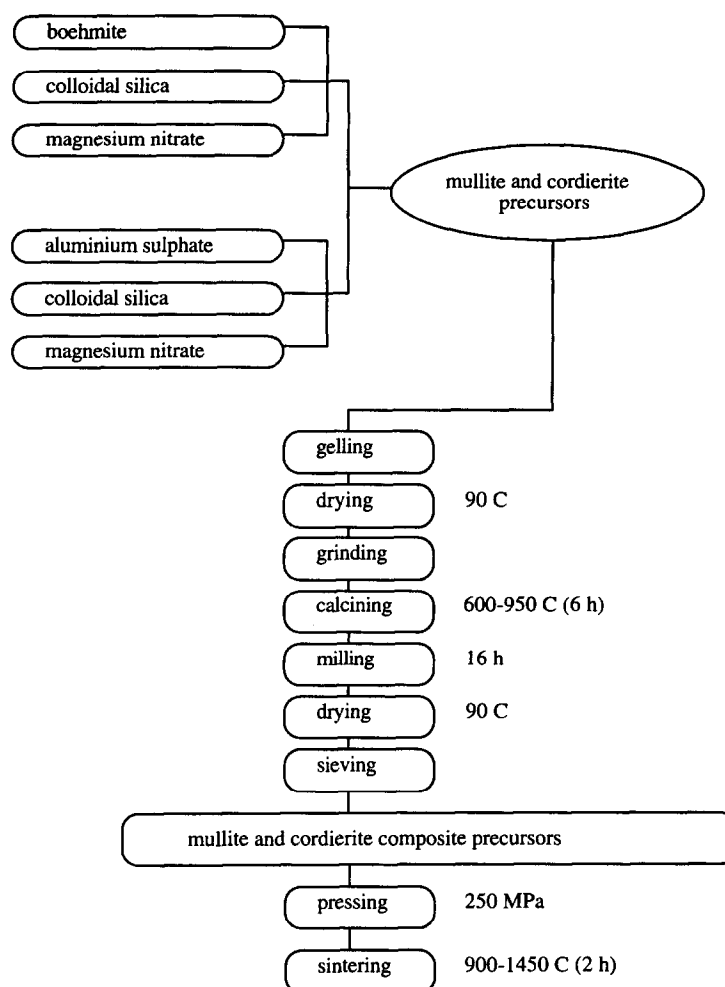 boehmite
colloidal silica
magnesium nitrate
mullite and cordierite
precursors
aluminium sulphate
colloidal silica
magnesium nitrate
gelling
drying 90 C
grinding
calcining 600-950 C (6 h)
milling 16 h
drying 90 C
sieving
mullite and cordierite composite precursors
pressing 250 MPa
sintering 900-1450 C (2 h)